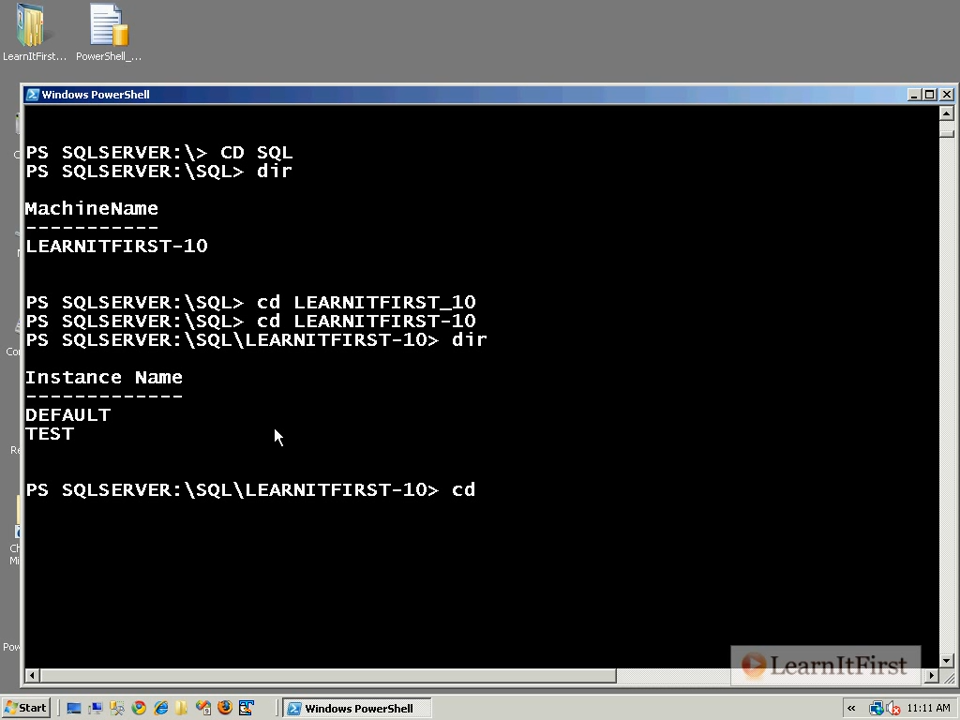 LearnItFirst... PowerShell_...
Windows PowerShell
PS SQLSERVER:\> CD SQL
PS SQLSERVER:\SQL> dir
MachineName
-----------
LEARNITFIRST-10
PS SQLSERVER:\SQL> cd LEARNITFIRST_10
PS SQLSERVER:\SQL> cd LEARNITFIRST-10
PS SQLSERVER:\SQL\LEARNITFIRST-10> dir
Instance Name
-------------
DEFAULT
TEST
PS SQLSERVER:\SQL\LEARNITFIRST-10> cd
LearnItFirst
Start
Windows PowerShell
11:11 AM